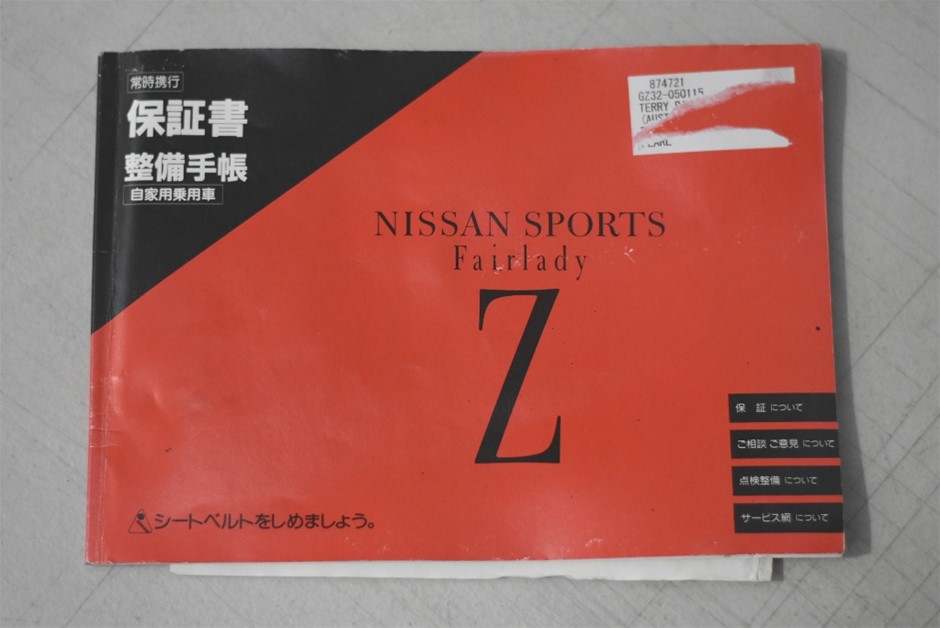 常時携行
保証書
整備手帳
自家用乗用車
874721
GZ32-050115
TERRY
(AUST
NISSAN SPORTS
Fairlady
Z
保 証 について
ご相談 ご意見 について
点検整備 について
サービス網 について
シートベルトをしめましょう。